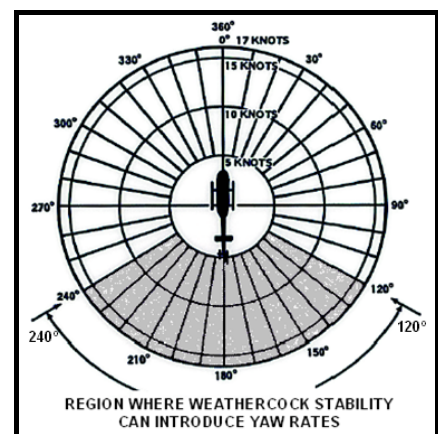 360°
0° 17 KNOTS
330°
15 KNOTS
30°
10 KNOTS
300°
60°
5 KNOTS
270°
90°
240°
120°
240°
120°
210°
150°
180°
REGION WHERE WEATHERCOCK STABILITY
CAN INTRODUCE YAW RATES